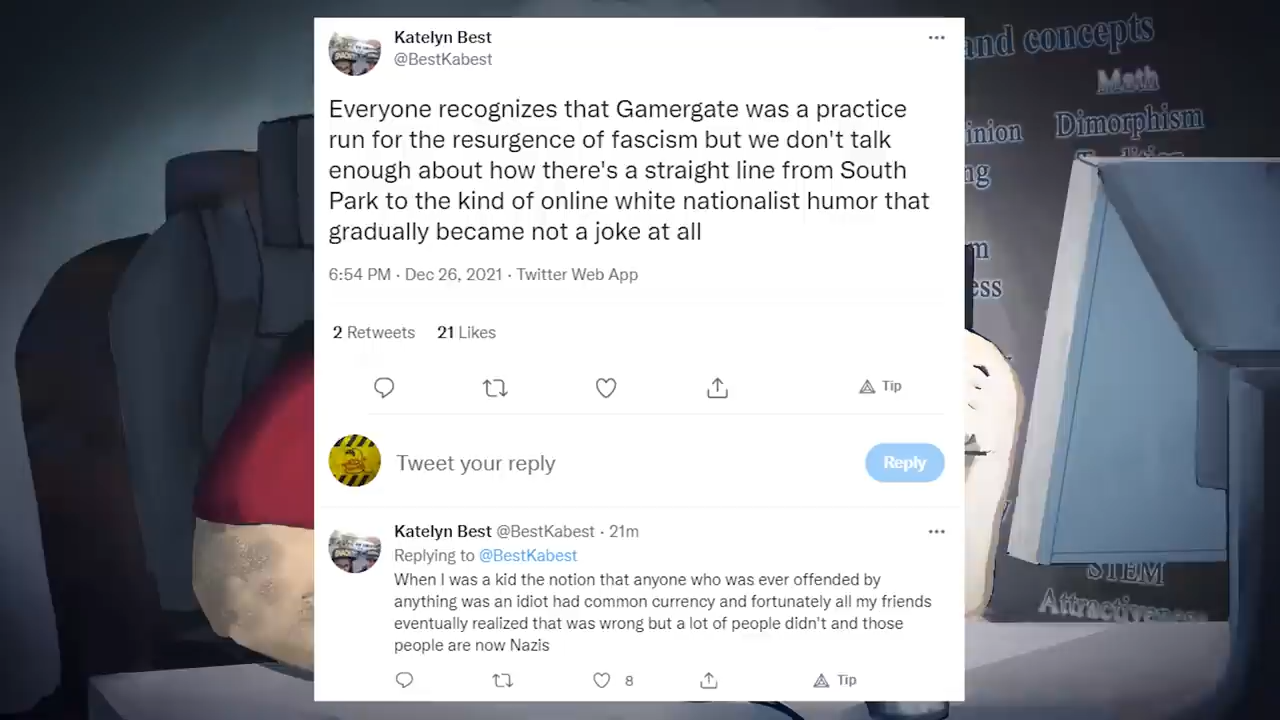 Katelyn Best
@BestKabest
Everyone recognizes that Gamergate was a practice
run for the resurgence of fascism but we don't talk
enough about how there's a straight line from South
Park to the kind of online white nationalist humor that
gradually became not a joke at all
6:54 PM · Dec 26, 2021 · Twitter Web App
2 Retweets 21 Likes
Tip
Tweet your reply
Reply
Katelyn Best @BestKabest · 21m
Replying to @BestKabest
When I was a kid the notion that anyone who was ever offended by
anything was an idiot had common currency and fortunately all my friends
eventually realized that was wrong but a lot of people didn't and those
people are now Nazis
8 Tip
and concepts
Math
Dimorphism
STEM
Attractiveness